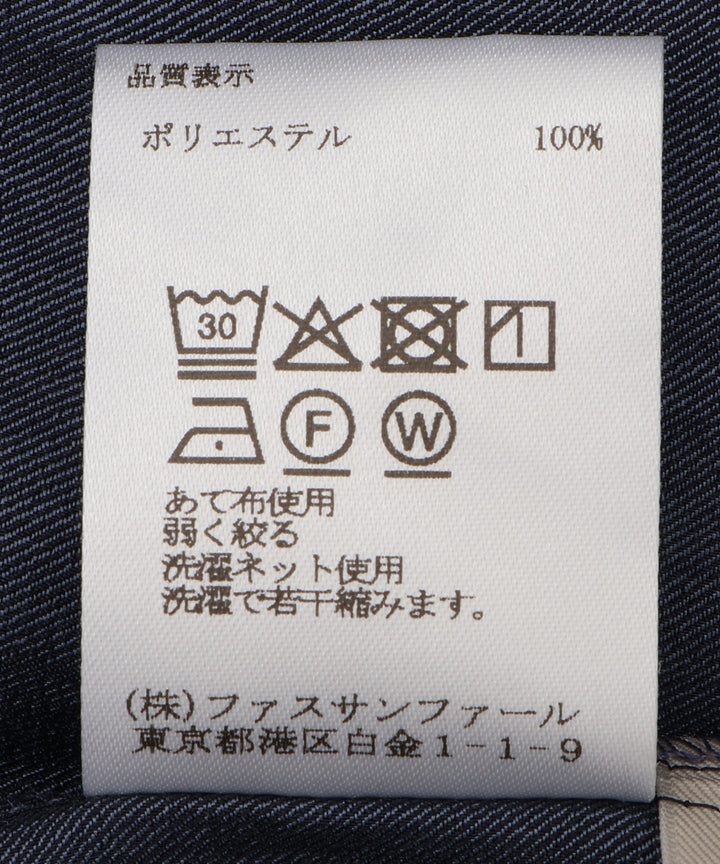 品質表示
ポリエステル 100%
30
F W
あて布使用
弱く絞る
洗濯ネット使用
洗濯で若干縮みます。
(株)ファスサンファール
東京都港区白金1-1-9